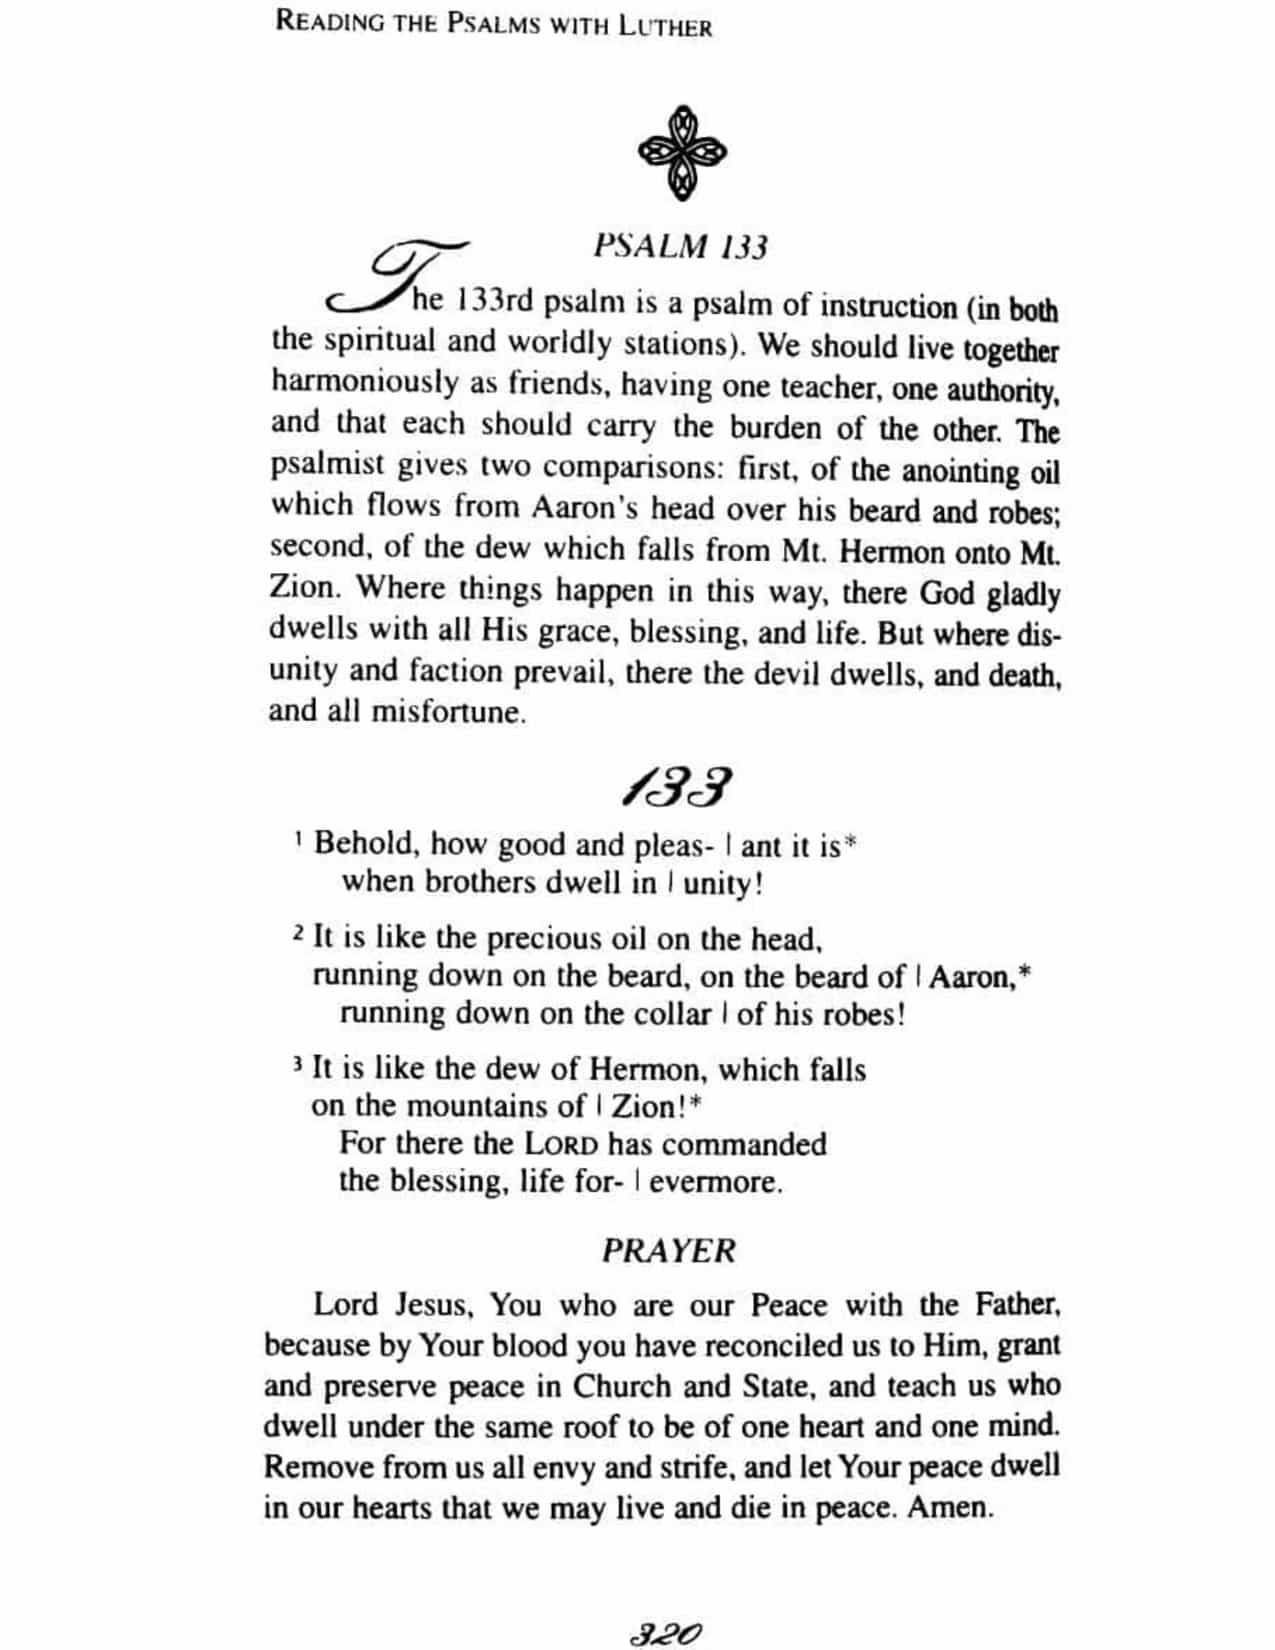 READING THE PSALMS WITH LUTHER
PSALM 133
The 133rd psalm is a psalm of instruction (in both
the spiritual and worldly stations). We should live together
harmoniously as friends, having one teacher, one authority,
and that each should carry the burden of the other. The
psalmist gives two comparisons: first, of the anointing oil
which flows from Aaron's head over his beard and robes;
second, of the dew which falls from Mt. Hermon onto Mt.
Zion. Where things happen in this way, there God gladly
dwells with all His grace, blessing, and life. But where dis-
unity and faction prevail, there the devil dwells, and death,
and all misfortune.
133
1 Behold, how good and pleas- | ant it is*
when brothers dwell in | unity!
2 It is like the precious oil on the head,
running down on the beard, on the beard of | Aaron,*
running down on the collar | of his robes!
3 It is like the dew of Hermon, which falls
on the mountains of | Zion!*
For there the LORD has commanded
the blessing, life for- | evermore.
PRAYER
Lord Jesus, You who are our Peace with the Father,
because by Your blood you have reconciled us to Him, grant
and preserve peace in Church and State, and teach us who
dwell under the same roof to be of one heart and one mind.
Remove from us all envy and strife, and let Your peace dwell
in our hearts that we may live and die in peace. Amen.
320